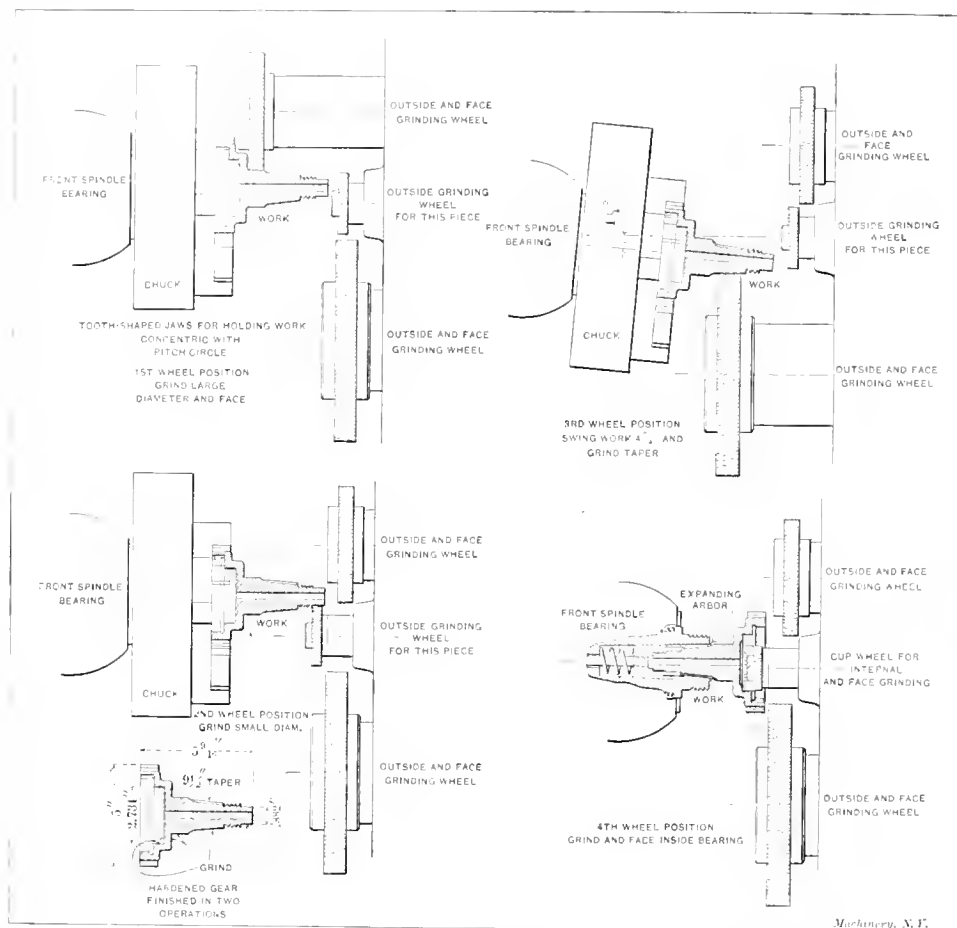 OUTSIDE AND FACE
GRINDING WHEEL
FRONT SPINDLE
BEARING
OUTSIDE GRINDING
WHEEL
FOR THIS PIECE
WORK
CHUCK
TOOTH-SHAPED JAWS FOR HOLDING WORK
CONCENTRIC WITH
PITCH CIRCLE
OUTSIDE AND FACE
GRINDING WHEEL
1ST WHEEL POSITION
GRIND LARGE
DIAMETER AND FACE
OUTSIDE AND
FACE
GRINDING WHEEL
FRONT SPINDLE
BEARING
OUTSIDE GRINDING
WHEEL
FOR THIS PIECE
WORK
CHUCK
OUTSIDE AND FACE
GRINDING WHEEL
3RD WHEEL POSITION
SWING WORK AND
GRIND TAPER
OUTSIDE AND FACE
GRINDING WHEEL
FRONT SPINDLE
BEARING
WORK
OUTSIDE GRINDING
WHEEL
FOR THIS PIECE
CHUCK
2ND WHEEL POSITION
GRIND SMALL DIAM.
TAPER
OUTSIDE AND FACE
GRINDING WHEEL
GRIND
HARDENED GEAR
FINISHED IN TWO
OPERATIONS
OUTSIDE AND FACE
GRINDING WHEEL
EXPANDING
ARBOR
FRONT SPINDLE
BEARING
CUP WHEEL FOR
INTERNAL
AND FACE GRINDING
WORK
OUTSIDE AND FACE
GRINDING WHEEL
4TH WHEEL POSITION
GRIND AND FACE INSIDE BEARING
Machinery, N.Y.